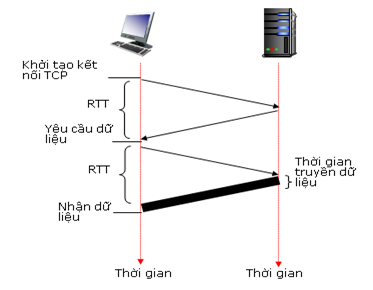 Khởi tạo kết
nối TCP
RTT
Yêu cầu dữ
liệu
RTT
Thời gian
truyền dữ
liệu
Nhận dữ
liệu
Thời gian
Thời gian